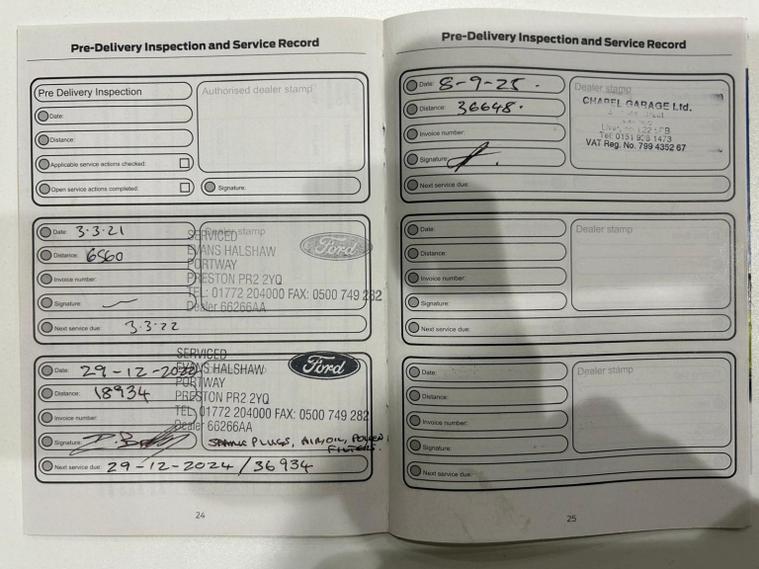 Pre-Delivery Inspection and Service Record
Pre Delivery Inspection
Authorised dealer stamp
Date:
Distance:
Applicable service actions checked:
Open service actions completed:
Signature:
Date: 3.3.21
Dealer stamp
Distance: 6560
Invoice number:
Signature:
Next service due: 3.3.22
SERVICED
EVANS HALSHAW
PORTWAY
PRESTON PR2 2YQ
TEL: 01772 204000 FAX: 0500 749 282
Dealer 66266AA
Ford
Date: 29-12-2022
Distance: 18934
Invoice number:
Signature:
SPARK PLUGS, AIR, OIL, POLLEN
FILTERS.
Next service due: 29-12-2024/36934
SERVICED
EVANS HALSHAW
PORTWAY
PRESTON PR2 2YQ
TEL: 01772 204000 FAX: 0500 749 282
Dealer 66266AA
Ford
24
Pre-Delivery Inspection and Service Record
Date: 8-9-25.
Distance: 36648.
Invoice number:
Signature:
Next service due:
Dealer stamp
CHAPEL GARAGE Ltd.
Tel: 0151 928 1473
VAT Reg. No. 799 4352 67
Date:
Distance:
Invoice number:
Signature:
Next service due:
Dealer stamp
Date:
Distance:
Invoice number:
Signature:
Next service due:
Dealer stamp
25